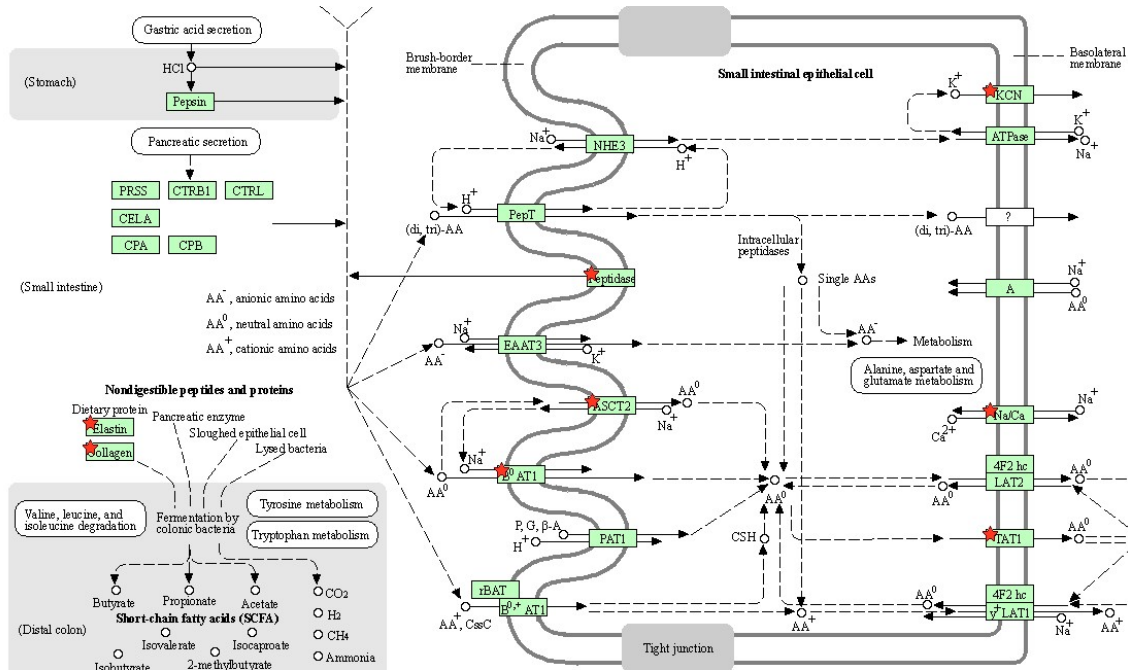 Gastric acid secretion
(Stomach)
HCl
Pepsin
Pancreatic secretion
PRSS
CTRB1
CTRL
CELA
CPA
CPB
(Small intestine)
AA⁻, anionic amino acids
AA⁰, neutral amino acids
AA⁺, cationic amino acids
Nondigestible peptides and proteins
Dietary protein
Elastin
Collagen
Pancreatic enzyme
Sloughed epithelial cell
Lysed bacteria
Valine, leucine, and
isoleucine degradation
Fermentation by
colonic bacteria
Tyrosine metabolism
Tryptophan metabolism
Butyrate
Propionate
Acetate
Short-chain fatty acids (SCFA)
Isovalerate
Isocaproate
Isobutyrate
2-methylbutyrate
CO₂
H₂
CH₄
Ammonia
(Distal colon)
Brush-border
membrane
Small intestinal epithelial cell
Basolateral
membrane
Na⁺
NHE3
H⁺
H⁺
PepT
(di, tri)-AA
Peptidase
Intracellular
peptidases
Single AAs
Na⁺
AA⁻
EAAT3
K⁺
AA⁻
Metabolism
Alanine, aspartate and
glutamate metabolism
ASCT2
AA⁰
Na⁺
Na⁺
AA⁰
B⁰AT1
AA⁰
P, G, β-A
H⁺
PAT1
CSH
rBAT
B⁰,⁺AT1
AA⁺, CssC
AA⁺
Tight junction
K⁺
KCN
ATPase
K⁺
Na⁺
(di, tri)-AA
?
A
Na⁺
AA⁰
Na/Ca
Na⁺
Ca²⁺
4F2 hc
LAT2
AA⁰
AA⁰
TAT1
AA⁰
4F2 hc
y⁺LAT1
AA⁰
Na⁺
AA⁺